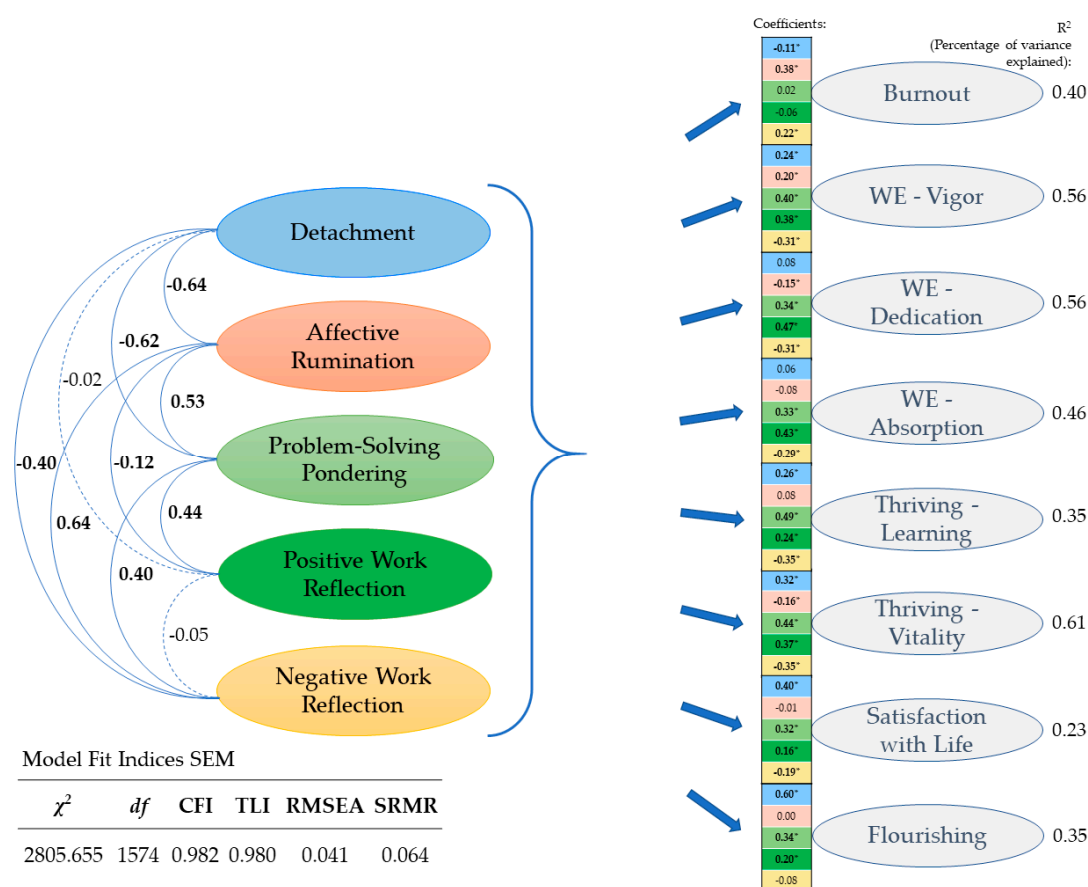 Coefficients:
R²
(Percentage of variance
explained):
Detachment
Affective
Rumination
Problem-Solving
Pondering
Positive Work
Reflection
Negative Work
Reflection
-0.64
-0.62
-0.02
0.53
-0.40
-0.12
0.64
0.44
0.40
-0.05
-0.11*
0.38*
0.02
-0.06
0.22*
Burnout
0.40
0.24*
0.20*
0.40*
0.38*
-0.31*
WE - Vigor
0.56
0.08
-0.15*
0.34*
0.47*
-0.31*
WE -
Dedication
0.56
0.06
-0.08
0.33*
0.43*
-0.29*
WE -
Absorption
0.46
0.26*
0.08
0.49*
0.24*
-0.35*
Thriving -
Learning
0.35
0.32*
-0.16*
0.44*
0.37*
-0.35*
Thriving -
Vitality
0.61
0.40*
-0.01
0.32*
0.16*
-0.19*
Satisfaction
with Life
0.23
0.60*
0.00
0.34*
0.20*
-0.08
Flourishing
0.35
Model Fit Indices SEM
χ² df CFI TLI RMSEA SRMR
2805.655 1574 0.982 0.980 0.041 0.064